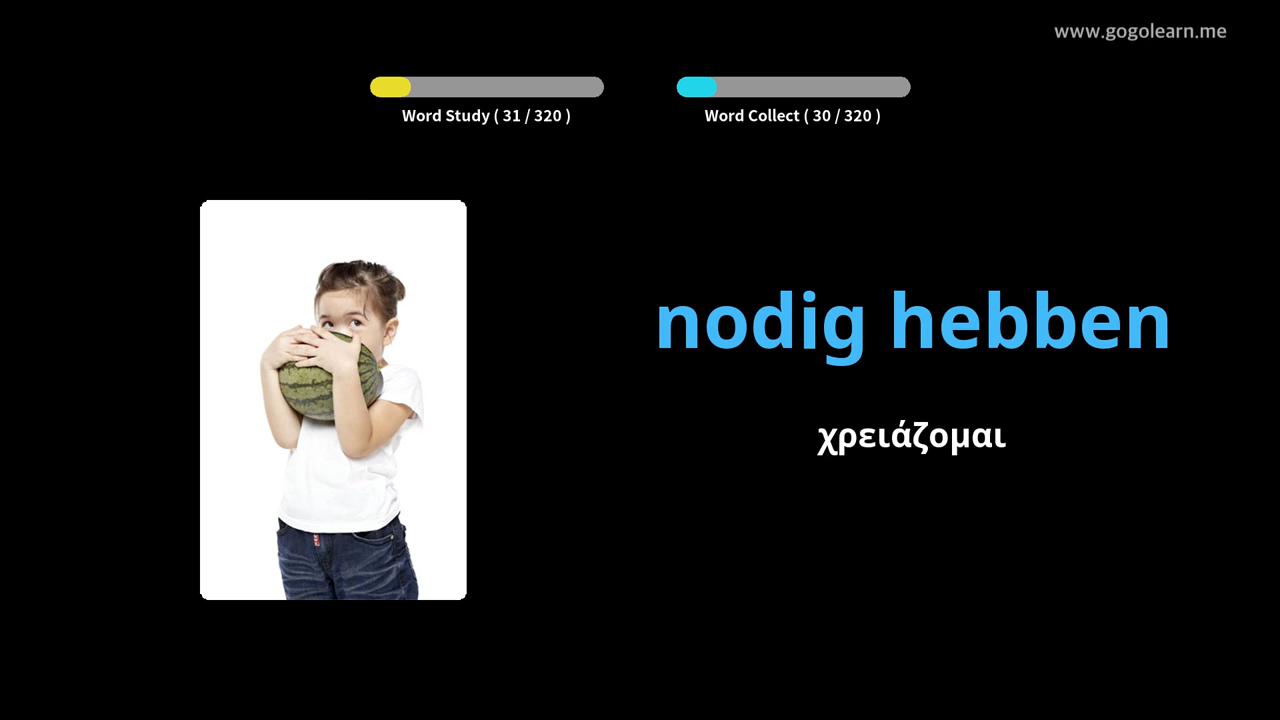 www.gogolearn.me
Word Study ( 31 / 320 )
Word Collect ( 30 / 320 )
nodig hebben
χρειάζομαι